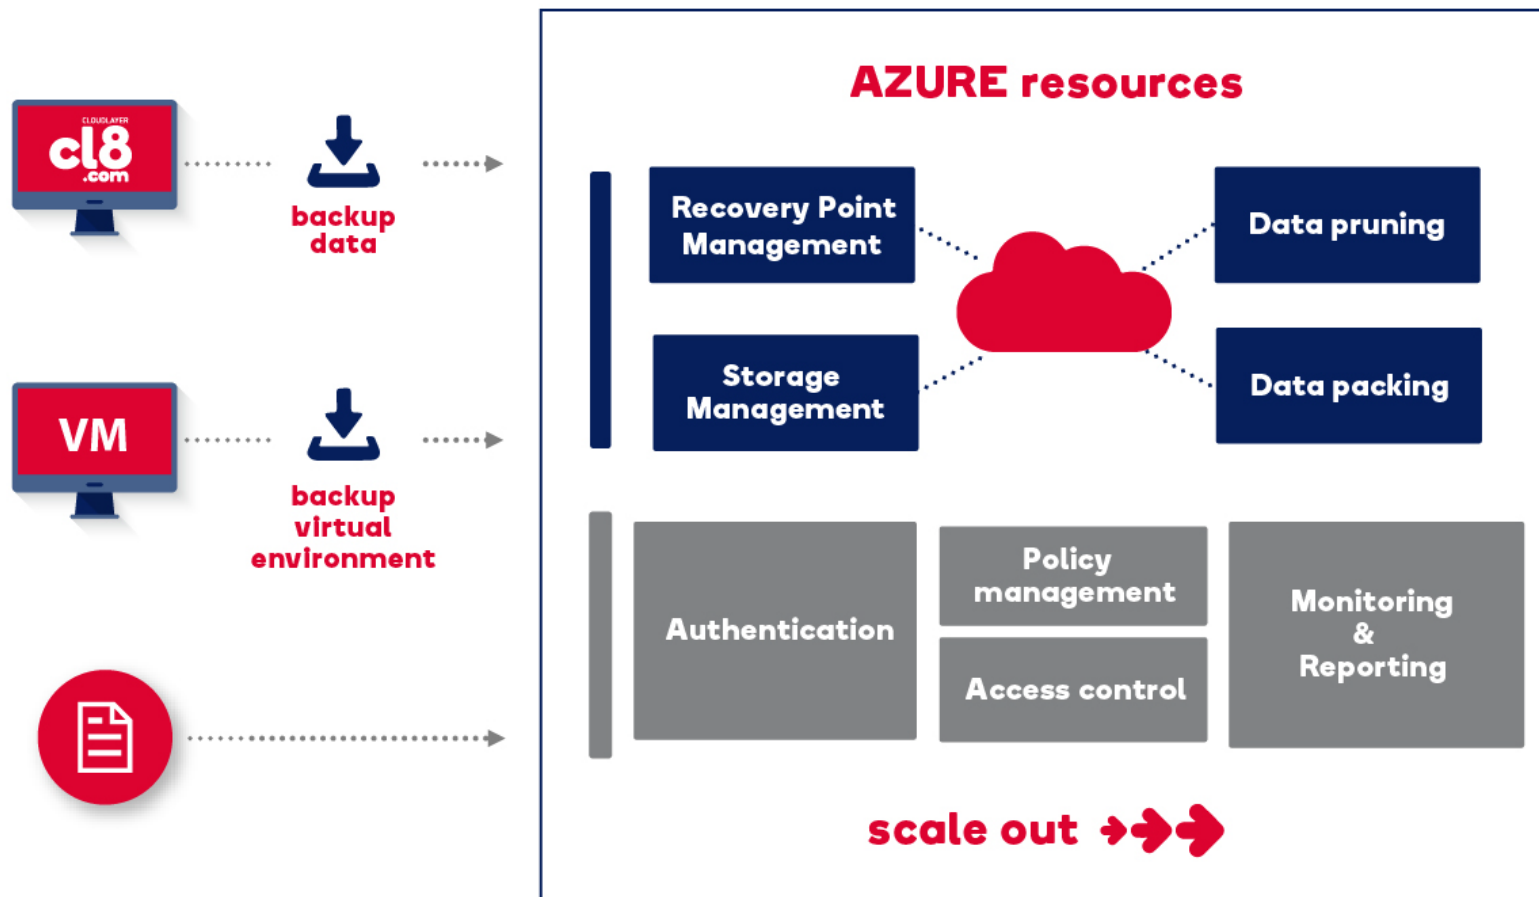 AZURE resources
CLOUDLAYER
cl8
.com
backup
data
Recovery Point
Management
Data pruning
Storage
Management
Data packing
VM
backup
virtual
environment
Authentication
Policy
management
Access control
Monitoring
&
Reporting
scale out